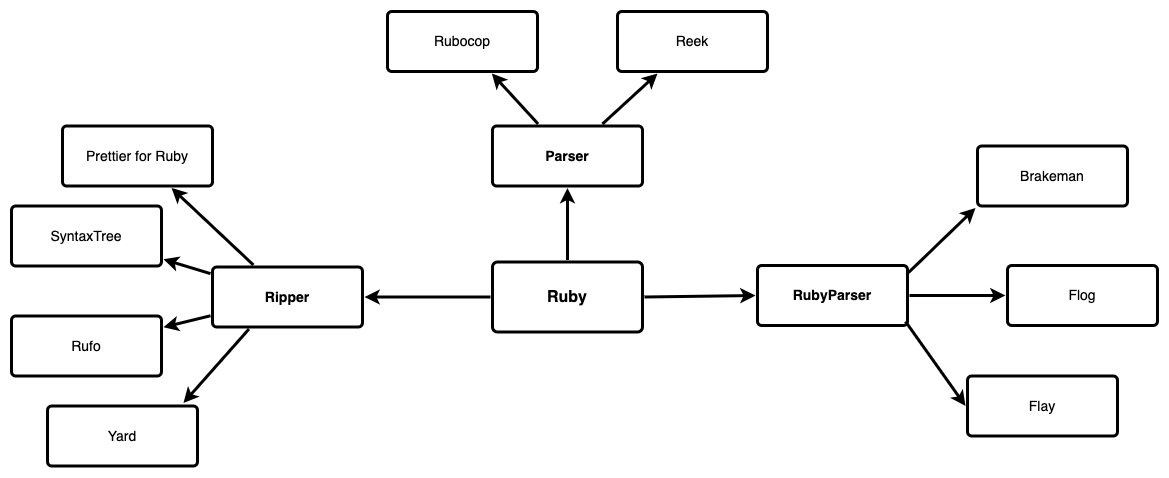 Rubocop
Reek
Prettier for Ruby
Parser
Brakeman
SyntaxTree
Ripper
Ruby
RubyParser
Flog
Rufo
Flay
Yard